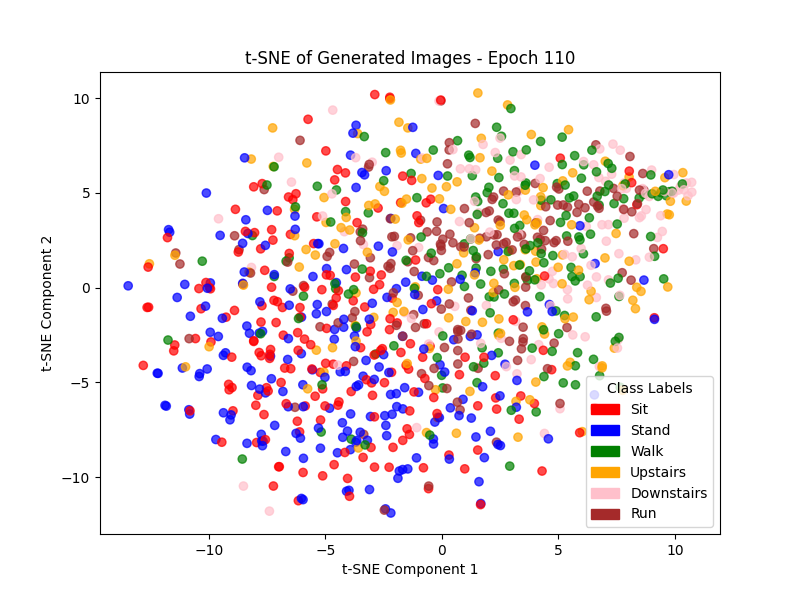 t-SNE of Generated Images - Epoch 110
t-SNE Component 2
10
5
0
−5
−10
Class Labels
Sit
Stand
Walk
Upstairs
Downstairs
Run
−10
−5
0
5
10
t-SNE Component 1